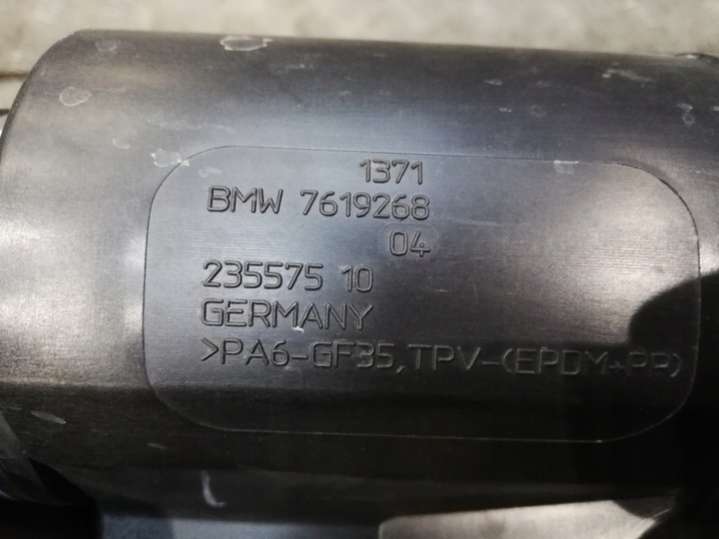 1371
BMW 7619268
04
235575 10
GERMANY
>PA6-GF35,TPV-(EPDM+PP)